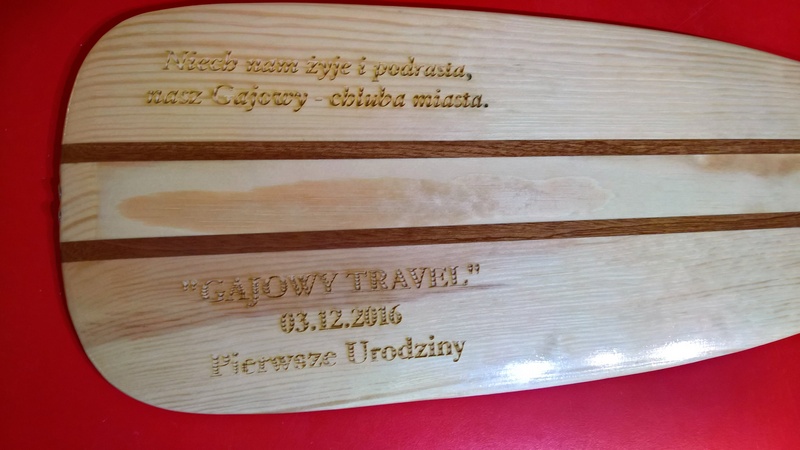 Niech nam żyje i podrasta,
nasz Gajowy - chluba miasta.
"GAJOWY TRAVEL"
03.12.2016
Pierwsze Urodziny